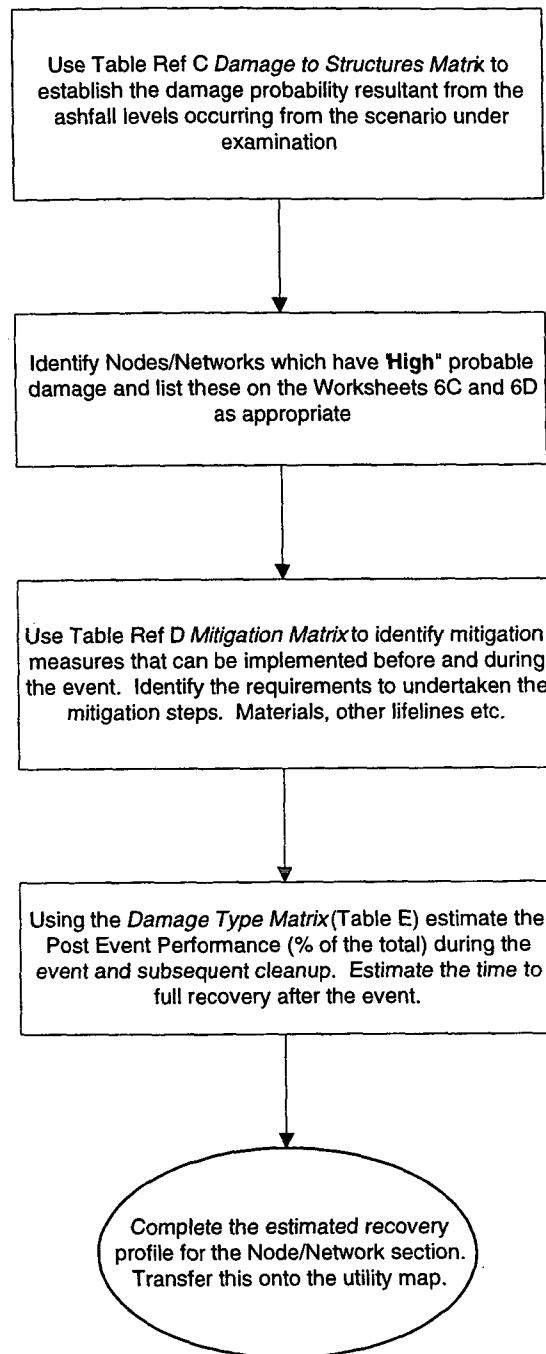 Use Table Ref C Damage to Structures Matrix to
establish the damage probability resultant from the
ashfall levels occurring from the scenario under
examination
Identify Nodes/Networks which have "High" probable
damage and list these on the Worksheets 6C and 6D
as appropriate
Use Table Ref D Mitigation Matrix to identify mitigation
measures that can be implemented before and during
the event. Identify the requirements to undertaken the
mitigation steps. Materials, other lifelines etc.
Using the Damage Type Matrix (Table E) estimate the
Post Event Performance (% of the total) during the
event and subsequent cleanup. Estimate the time to
full recovery after the event.
Complete the estimated recovery
profile for the Node/Network section.
Transfer this onto the utility map.